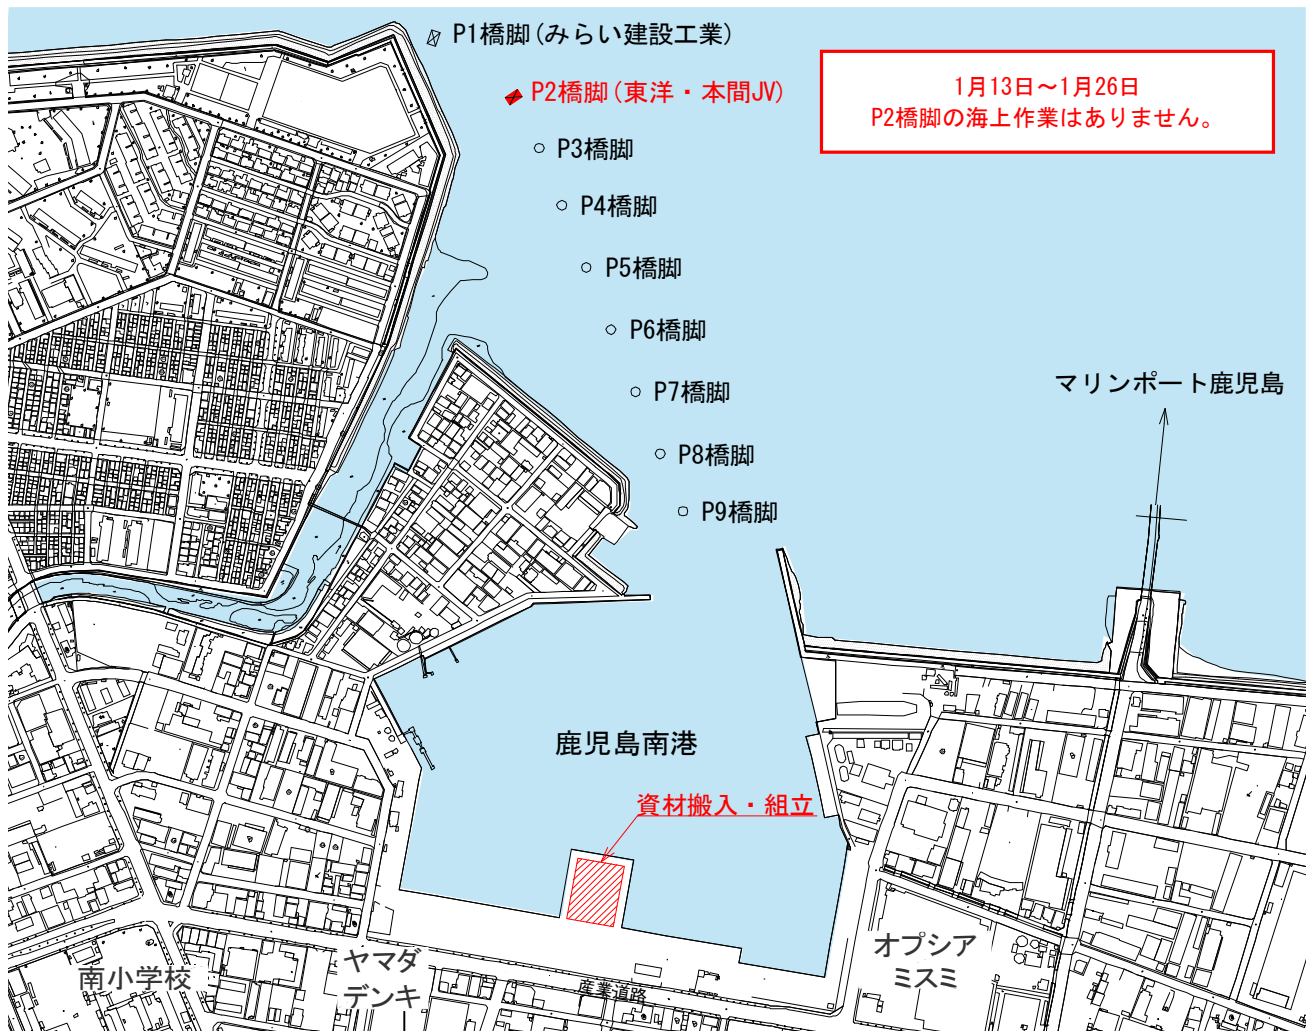 P1橋脚(みらい建設工業)
P2橋脚(東洋・本間JV)
1月13日～1月26日
P2橋脚の海上作業はありません。
P3橋脚
P4橋脚
P5橋脚
P6橋脚
P7橋脚
P8橋脚
P9橋脚
マリンポート鹿児島
鹿児島南港
資材搬入・組立
南小学校
ヤマダ
デンキ
産業道路
オプシア
ミスミ